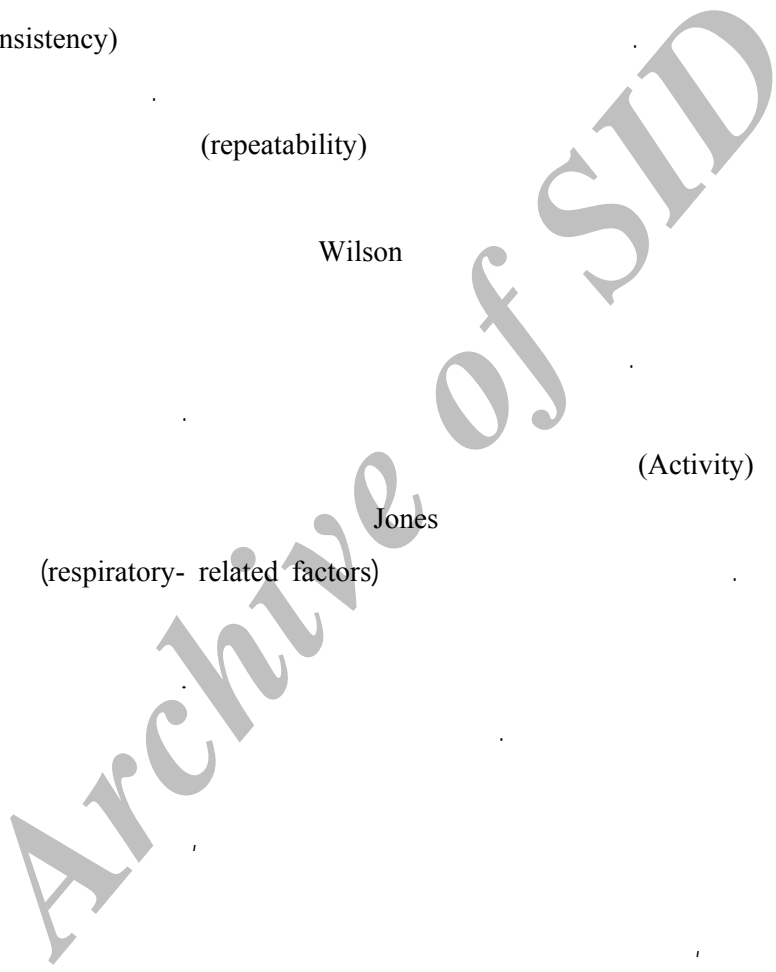 nsistency)
(repeatability)
Wilson
(Activity)
Jones
(respiratory- related factors)
Archive of SID